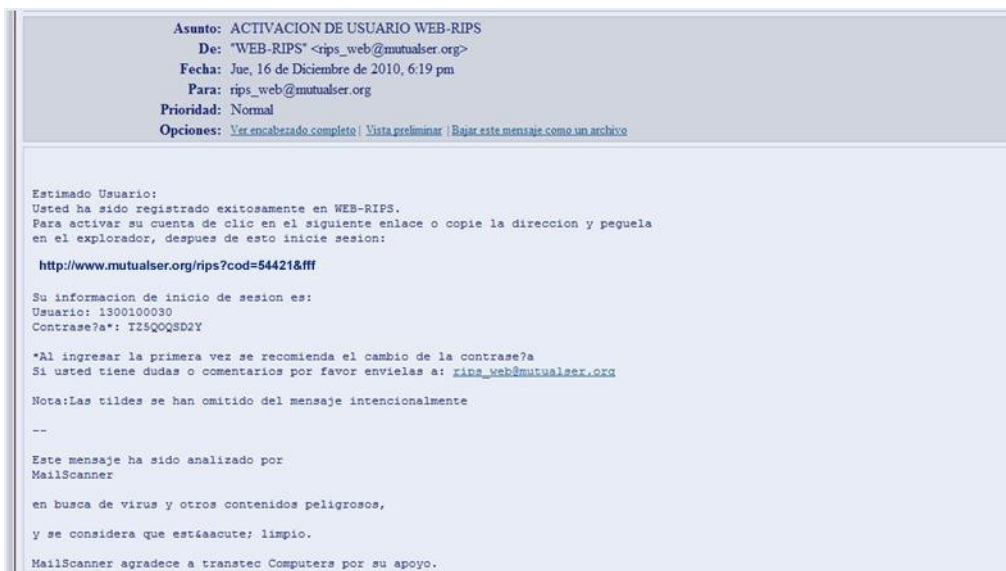 Asunto: ACTIVACION DE USUARIO WEB-RIPS
De: "WEB-RIPS" <rips_web@mutualser.org>
Fecha: Jue, 16 de Diciembre de 2010, 6:19 pm
Para: rips_web@mutualser.org
Prioridad: Normal
Opciones: Ver encabezado completo | Vista preliminar | Bajar este mensaje como un archivo
Estimado Usuario:
Usted ha sido registrado exitosamente en WEB-RIPS.
Para activar su cuenta de clic en el siguiente enlace o copie la direccion y peguela
en el explorador, despues de esto inicie sesion:
http://www.mutualser.org/rips?cod=54421&fff
Su informacion de inicio de sesion es:
Usuario: 1300100030
Contrase?a*: TZ5QOQSD2Y
*Al ingresar la primera vez se recomienda el cambio de la contrase?a
Si usted tiene dudas o comentarios por favor envielas a: rips_web@mutualser.org
Nota:Las tildes se han omitido del mensaje intencionalmente
--
Este mensaje ha sido analizado por
MailScanner
en busca de virus y otros contenidos peligrosos,
y se considera que est&aacute; limpio.
MailScanner agradece a transtec Computers por su apoyo.